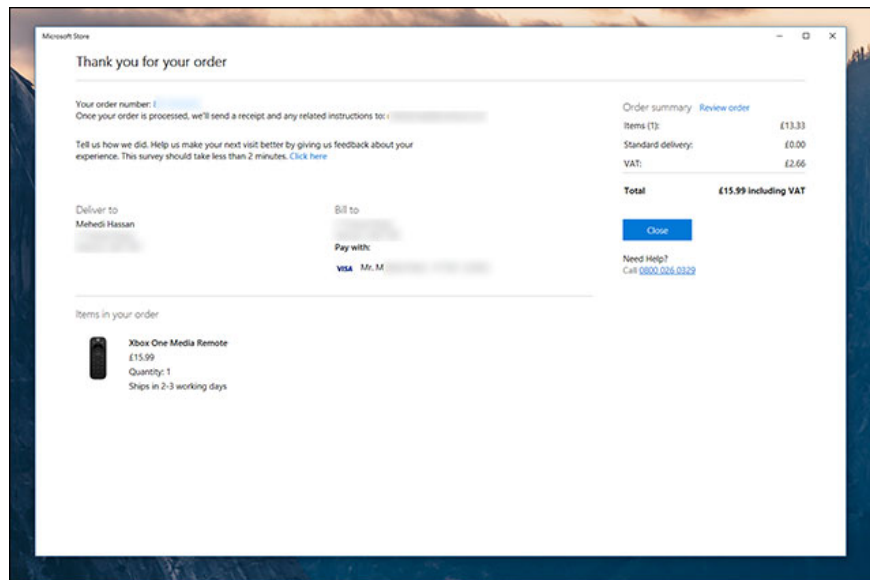 Microsoft Store
Thank you for your order
Your order number:
Once your order is processed, we'll send a receipt and any related instructions to:
Tell us how we did. Help us make your next visit better by giving us feedback about your
experience. This survey should take less than 2 minutes. Click here
Deliver to
Mehedi Hassan
Bill to
Pay with:
VISA Mr. M
Order summary Review order
Items (1): £13.33
Standard delivery: £0.00
VAT: £2.66
Total £15.99 including VAT
Close
Need Help?
Call 0800 026 0329
Items in your order
Xbox One Media Remote
£15.99
Quantity: 1
Ships in 2-3 working days